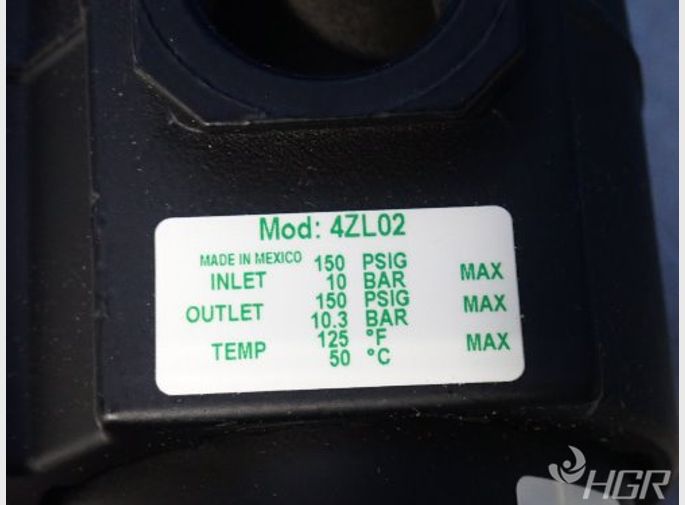 Mod: 4ZL02
MADE IN MEXICO 150 PSIG
INLET 10 BAR MAX
150 PSIG
OUTLET 10.3 BAR MAX
125 °F
TEMP 50 °C MAX
HGR